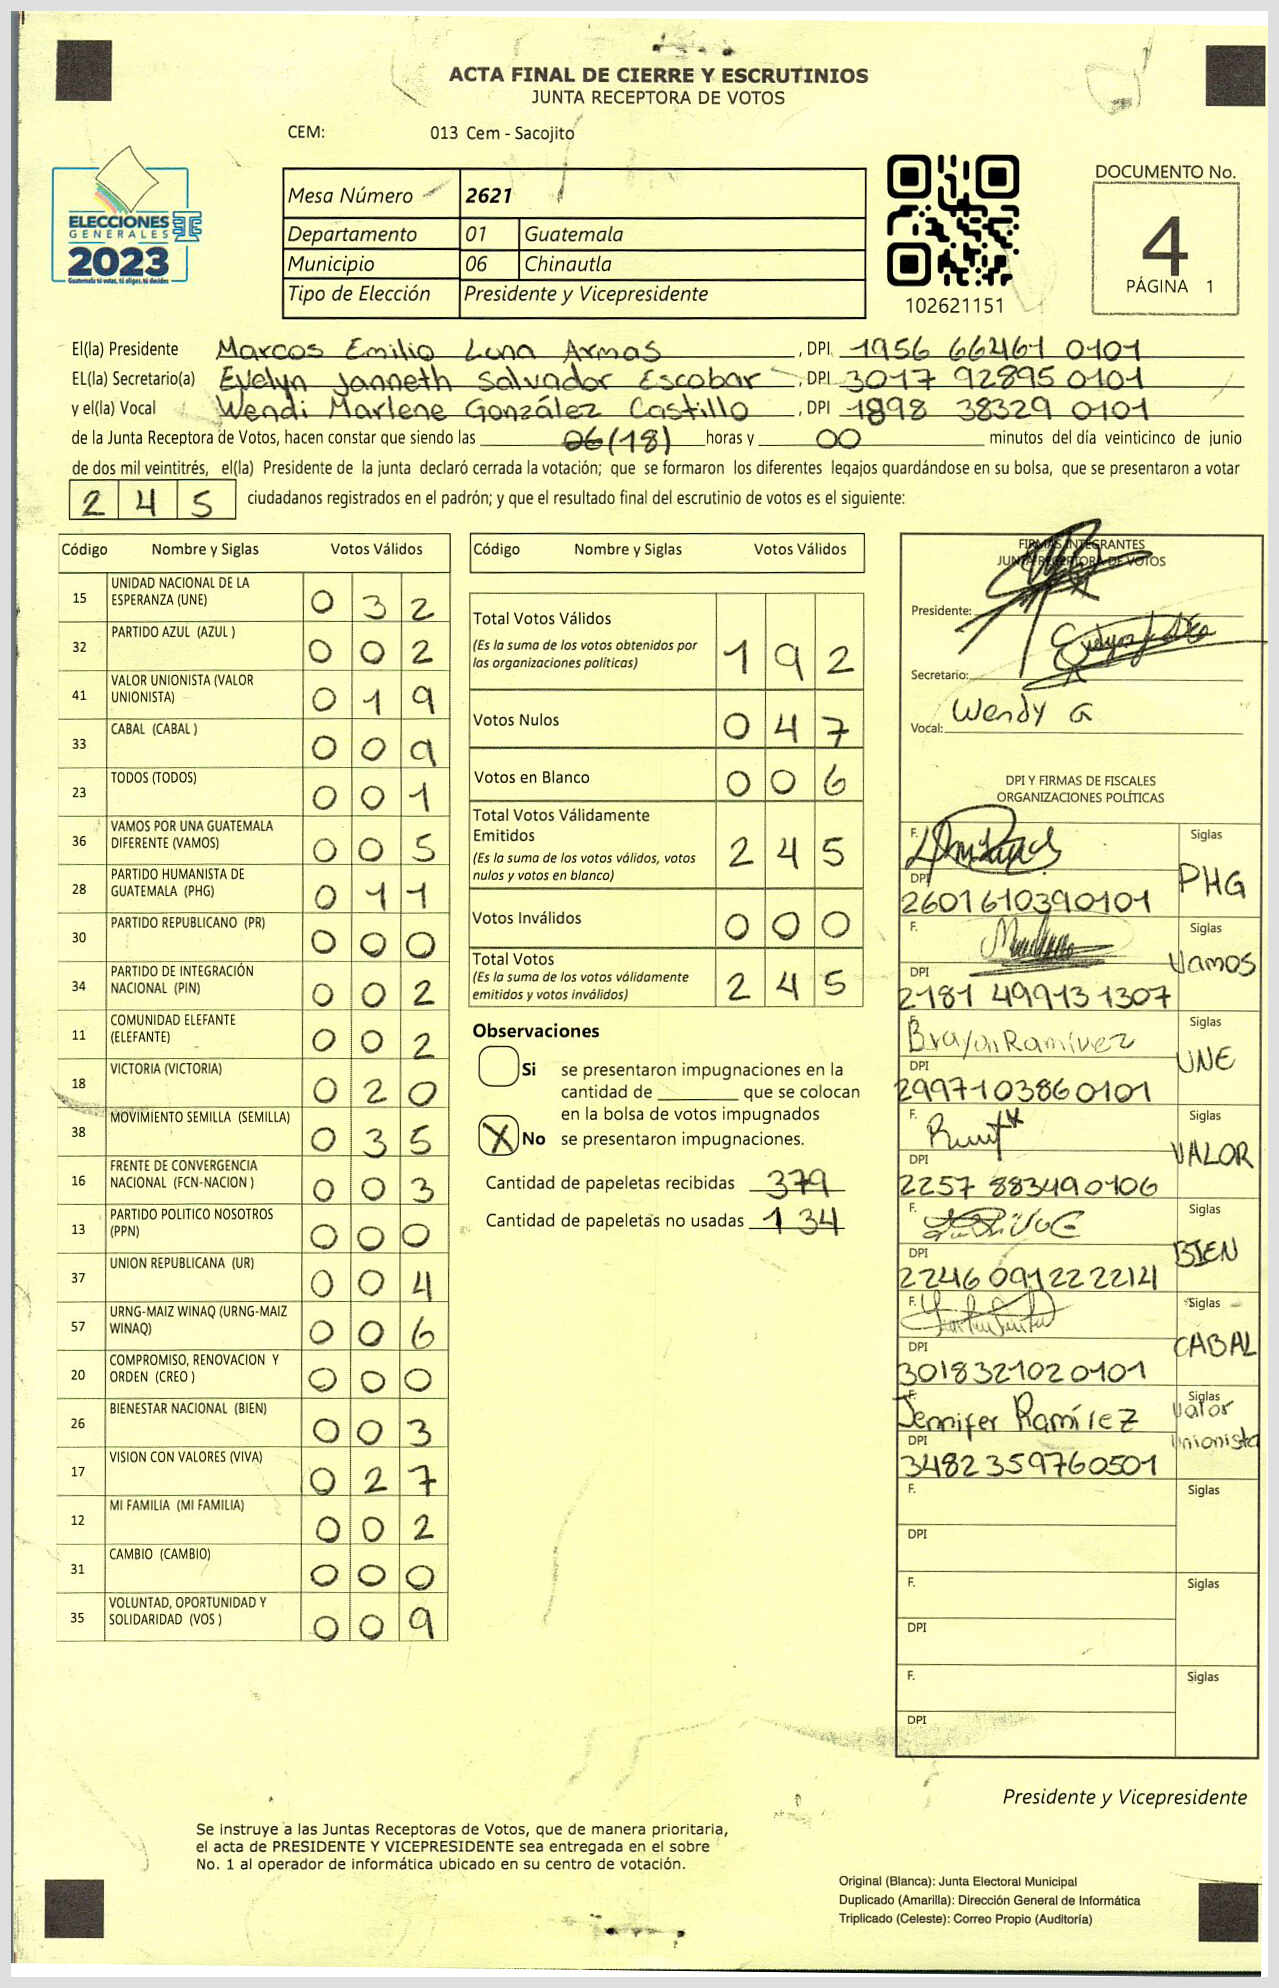 ACTA FINAL DE CIERRE Y ESCRUTINIOS
JUNTA RECEPTORA DE VOTOS
CEM: 013 Cem - Sacojito
ELECCIONES
GENERALES
2023
Guatemala tú votas, tú eliges, tú decides
Mesa Número 2621
Departamento 01 Guatemala
Municipio 06 Chinautla
Tipo de Elección Presidente y Vicepresidente
102621151
DOCUMENTO No.
4
PÁGINA 1
El(la) Presidente Marcos Emilio Luna Armas, DPI 1956 66461 0101
EL(la) Secretario(a) Evelyn Janneth Salvador Escobar, DPI 3017 92895 0101
y el(la) Vocal Wendi Marlene González Castillo, DPI 1898 38329 0101
de la Junta Receptora de Votos, hacen constar que siendo las 06 (18) horas y 00 minutos del día veinticinco de junio
de dos mil veintitrés, el(la) Presidente de la junta declaró cerrada la votación; que se formaron los diferentes legajos guardándose en su bolsa, que se presentaron a votar
2 4 5 ciudadanos registrados en el padrón; y que el resultado final del escrutinio de votos es el siguiente:
Código Nombre y Siglas Votos Válidos
15 UNIDAD NACIONAL DE LA ESPERANZA (UNE) 0 3 2
32 PARTIDO AZUL (AZUL ) 0 0 2
41 VALOR UNIONISTA (VALOR UNIONISTA) 0 1 9
33 CABAL (CABAL ) 0 0 9
23 TODOS (TODOS) 0 0 1
36 VAMOS POR UNA GUATEMALA DIFERENTE (VAMOS) 0 0 5
28 PARTIDO HUMANISTA DE GUATEMALA (PHG) 0 1 1
30 PARTIDO REPUBLICANO (PR) 0 0 0
34 PARTIDO DE INTEGRACIÓN NACIONAL (PIN) 0 0 2
11 COMUNIDAD ELEFANTE (ELEFANTE) 0 0 2
18 VICTORIA (VICTORIA) 0 2 0
38 MOVIMIENTO SEMILLA (SEMILLA) 0 3 5
16 FRENTE DE CONVERGENCIA NACIONAL (FCN-NACION ) 0 0 3
13 PARTIDO POLITICO NOSOTROS (PPN) 0 0 0
37 UNION REPUBLICANA (UR) 0 0 4
57 URNG-MAIZ WINAQ (URNG-MAIZ WINAQ) 0 0 6
20 COMPROMISO, RENOVACION Y ORDEN (CREO ) 0 0 0
26 BIENESTAR NACIONAL (BIEN) 0 0 3
17 VISION CON VALORES (VIVA) 0 2 7
12 MI FAMILIA (MI FAMILIA) 0 0 2
31 CAMBIO (CAMBIO) 0 0 0
35 VOLUNTAD, OPORTUNIDAD Y SOLIDARIDAD (VOS ) 0 0 9
Código Nombre y Siglas Votos Válidos
Total Votos Válidos
(Es la suma de los votos obtenidos por
las organizaciones políticas) 1 9 2
Votos Nulos 0 4 7
Votos en Blanco 0 0 6
Total Votos Válidamente
Emitidos
(Es la suma de los votos válidos, votos
nulos y votos en blanco) 2 4 5
Votos Inválidos 0 0 0
Total Votos
(Es la suma de los votos válidamente
emitidos y votos inválidos) 2 4 5
Observaciones
Si se presentaron impugnaciones en la
cantidad de ________ que se colocan
en la bolsa de votos impugnados
X No se presentaron impugnaciones.
Cantidad de papeletas recibidas 379
Cantidad de papeletas no usadas 134
FIRMAS INTEGRANTES
JUNTA RECEPTORA DE VOTOS
Presidente:
Secretario:
Vocal: Wendy G
DPI Y FIRMAS DE FISCALES
ORGANIZACIONES POLÍTICAS
F. Siglas
DPI PHG
2601610390101
F. Siglas
DPI Vamos
2181 499131307
F. Brayan Ramírez Siglas
DPI UNE
2997103860101
F. Siglas
DPI VALOR
2257 883490106
F. Siglas
DPI BIEN
2246 091222214
F. Siglas
DPI CABAL
3018321020101
F. Jennifer Ramírez Siglas
DPI Valor Unionista
3482359760501
F. Siglas
DPI
F. Siglas
DPI
F. Siglas
DPI
Presidente y Vicepresidente
Se instruye a las Juntas Receptoras de Votos, que de manera prioritaria,
el acta de PRESIDENTE Y VICEPRESIDENTE sea entregada en el sobre
No. 1 al operador de informática ubicado en su centro de votación.
Original (Blanca): Junta Electoral Municipal
Duplicado (Amarilla): Dirección General de Informática
Triplicado (Celeste): Correo Propio (Auditoría)